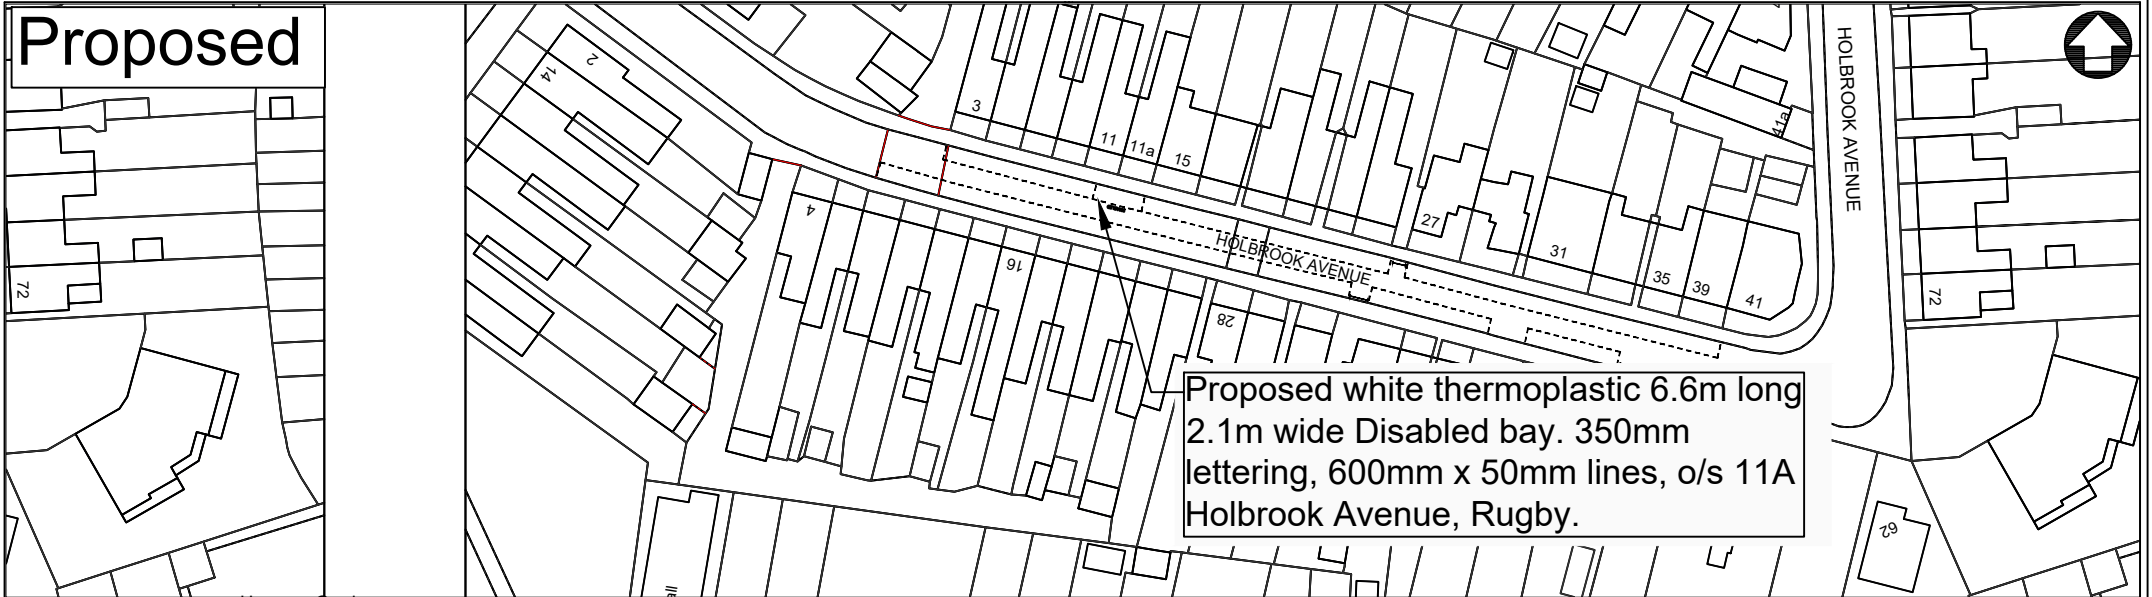 Proposed
2
14
3
11
11a
15
27
31
35
39
41
41a
HOLBROOK AVENUE
HOLBROOK AVENUE
4
16
28
72
72
62
Proposed white thermoplastic 6.6m long
2.1m wide Disabled bay. 350mm
lettering, 600mm x 50mm lines, o/s 11A
Holbrook Avenue, Rugby.